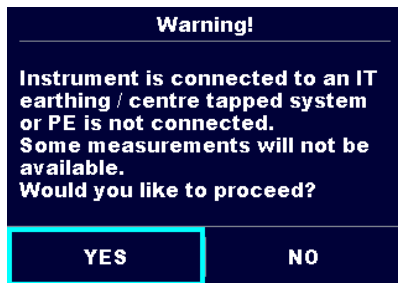 Warning!
Instrument is connected to an IT
earthing / centre tapped system
or PE is not connected.
Some measurements will not be
available.
Would you like to proceed?
YES
NO